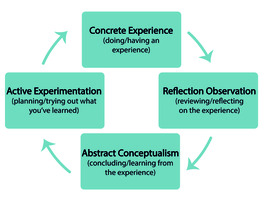 Concrete Experience
(doing/having an
experience)
Active Experimentation
(planning/trying out what
you've learned)
Reflection Observation
(reviewing/reflecting
on the experience)
Abstract Conceptualism
(concluding/learning from
the experience)